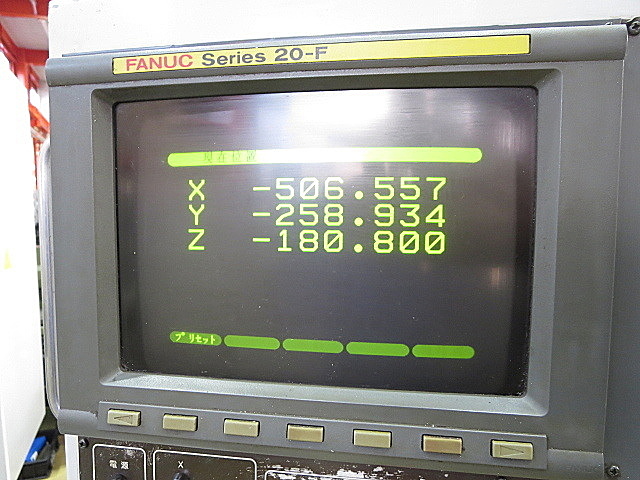 FANUC Series 20-F
現在位置
X -506.557
Y -258.934
Z -180.800
プリセット
電源 X